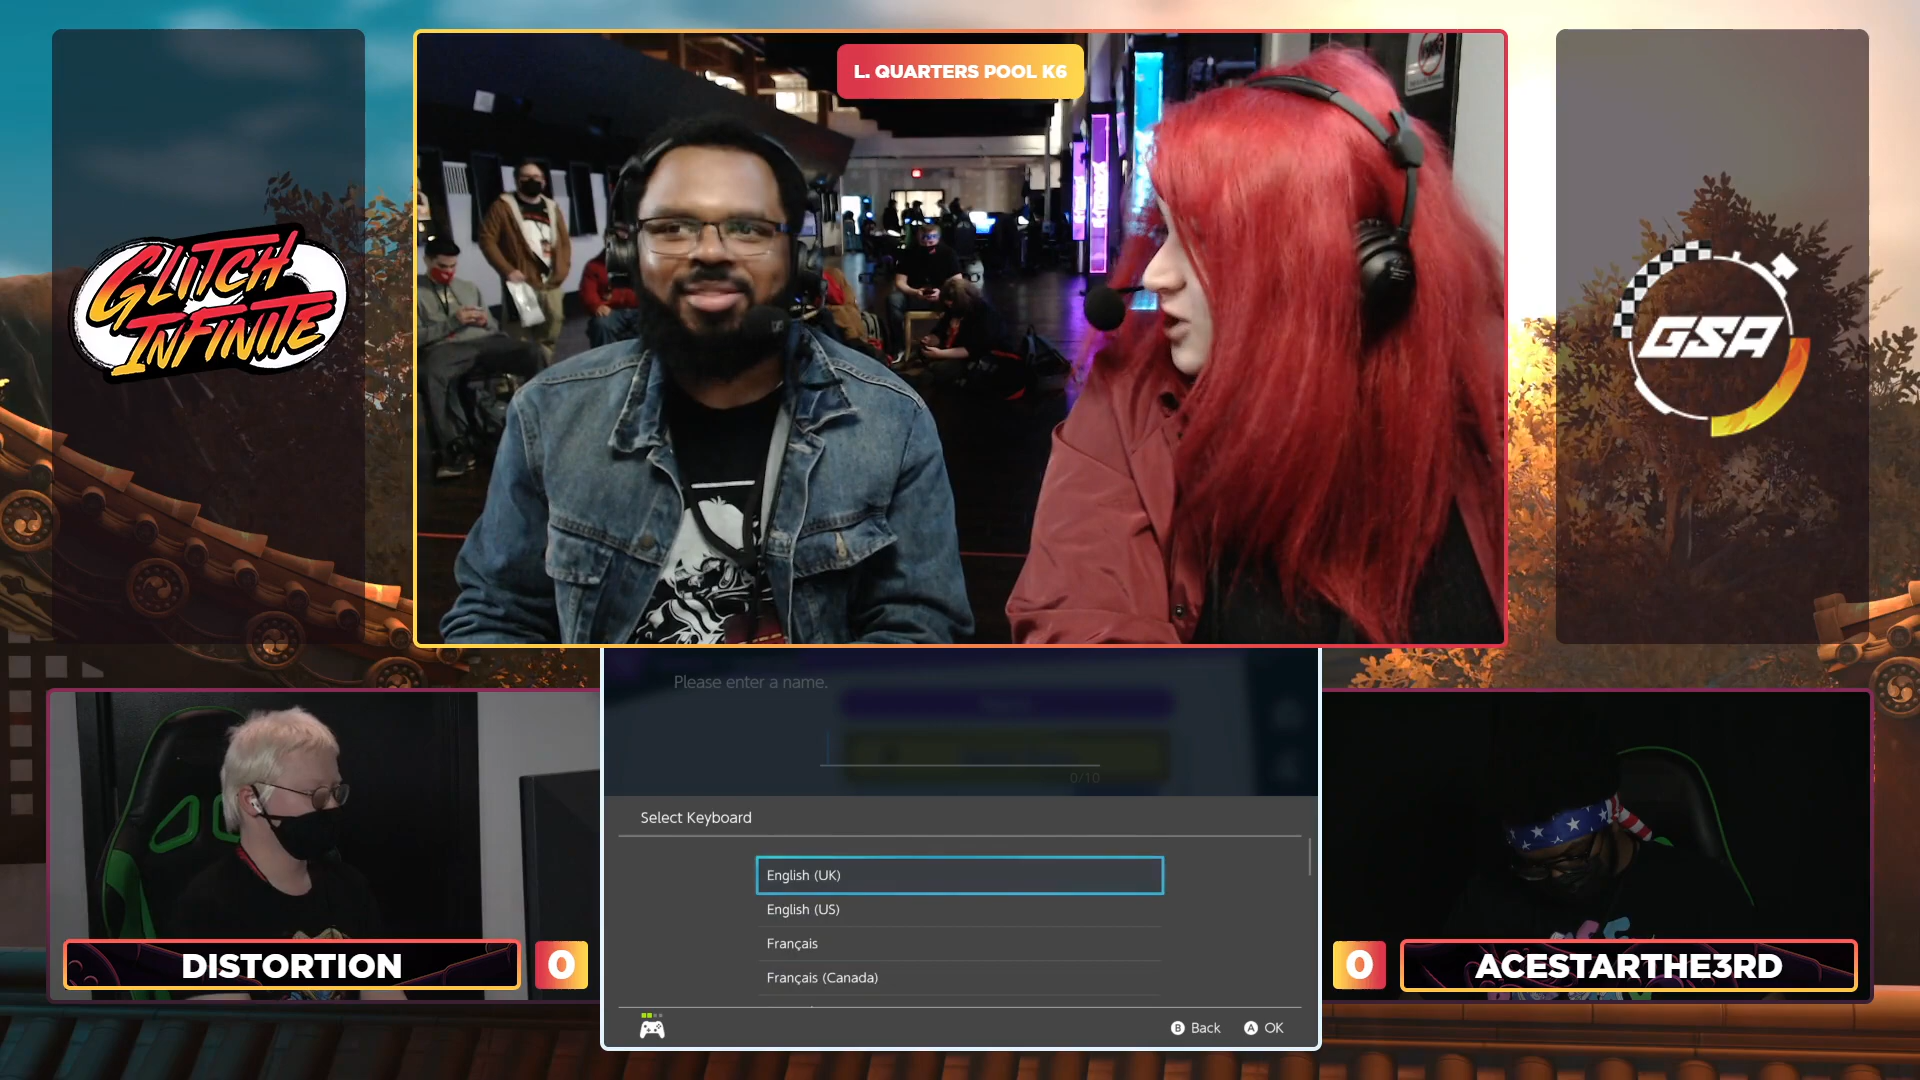 L. QUARTERS POOL K6
GLITCH
INFINITE
GSA
Please enter a name.
0/10
Select Keyboard
English (UK)
English (US)
Français
Français (Canada)
B Back
A OK
DISTORTION
0
0
ACESTARTHE3RD